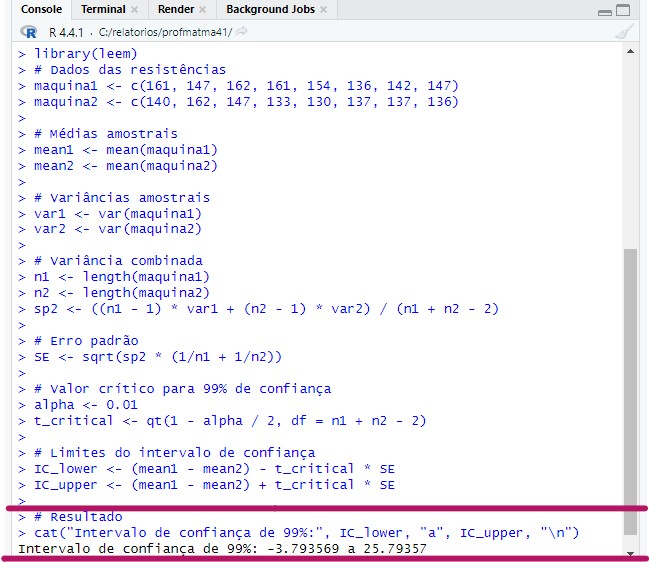 Console Terminal × Render × Background Jobs ×
R 4.4.1 · C:/relatorios/profmatma41/
> library(leem)
> # Dados das resistências
> maquina1 <- c(161, 147, 162, 161, 154, 136, 142, 147)
> maquina2 <- c(140, 162, 147, 133, 130, 137, 137, 136)
>
> # Médias amostrais
> mean1 <- mean(maquina1)
> mean2 <- mean(maquina2)
>
> # Variâncias amostrais
> var1 <- var(maquina1)
> var2 <- var(maquina2)
>
> # Variância combinada
> n1 <- length(maquina1)
> n2 <- length(maquina2)
> sp2 <- ((n1 - 1) * var1 + (n2 - 1) * var2) / (n1 + n2 - 2)
>
> # Erro padrão
> SE <- sqrt(sp2 * (1/n1 + 1/n2))
>
> # Valor crítico para 99% de confiança
> alpha <- 0.01
> t_critical <- qt(1 - alpha / 2, df = n1 + n2 - 2)
>
> # Limites do intervalo de confiança
> IC_lower <- (mean1 - mean2) - t_critical * SE
> IC_upper <- (mean1 - mean2) + t_critical * SE
>
> # Resultado
> cat("Intervalo de confiança de 99%:", IC_lower, "a", IC_upper, "\n")
Intervalo de confiança de 99%: -3.793569 a 25.79357